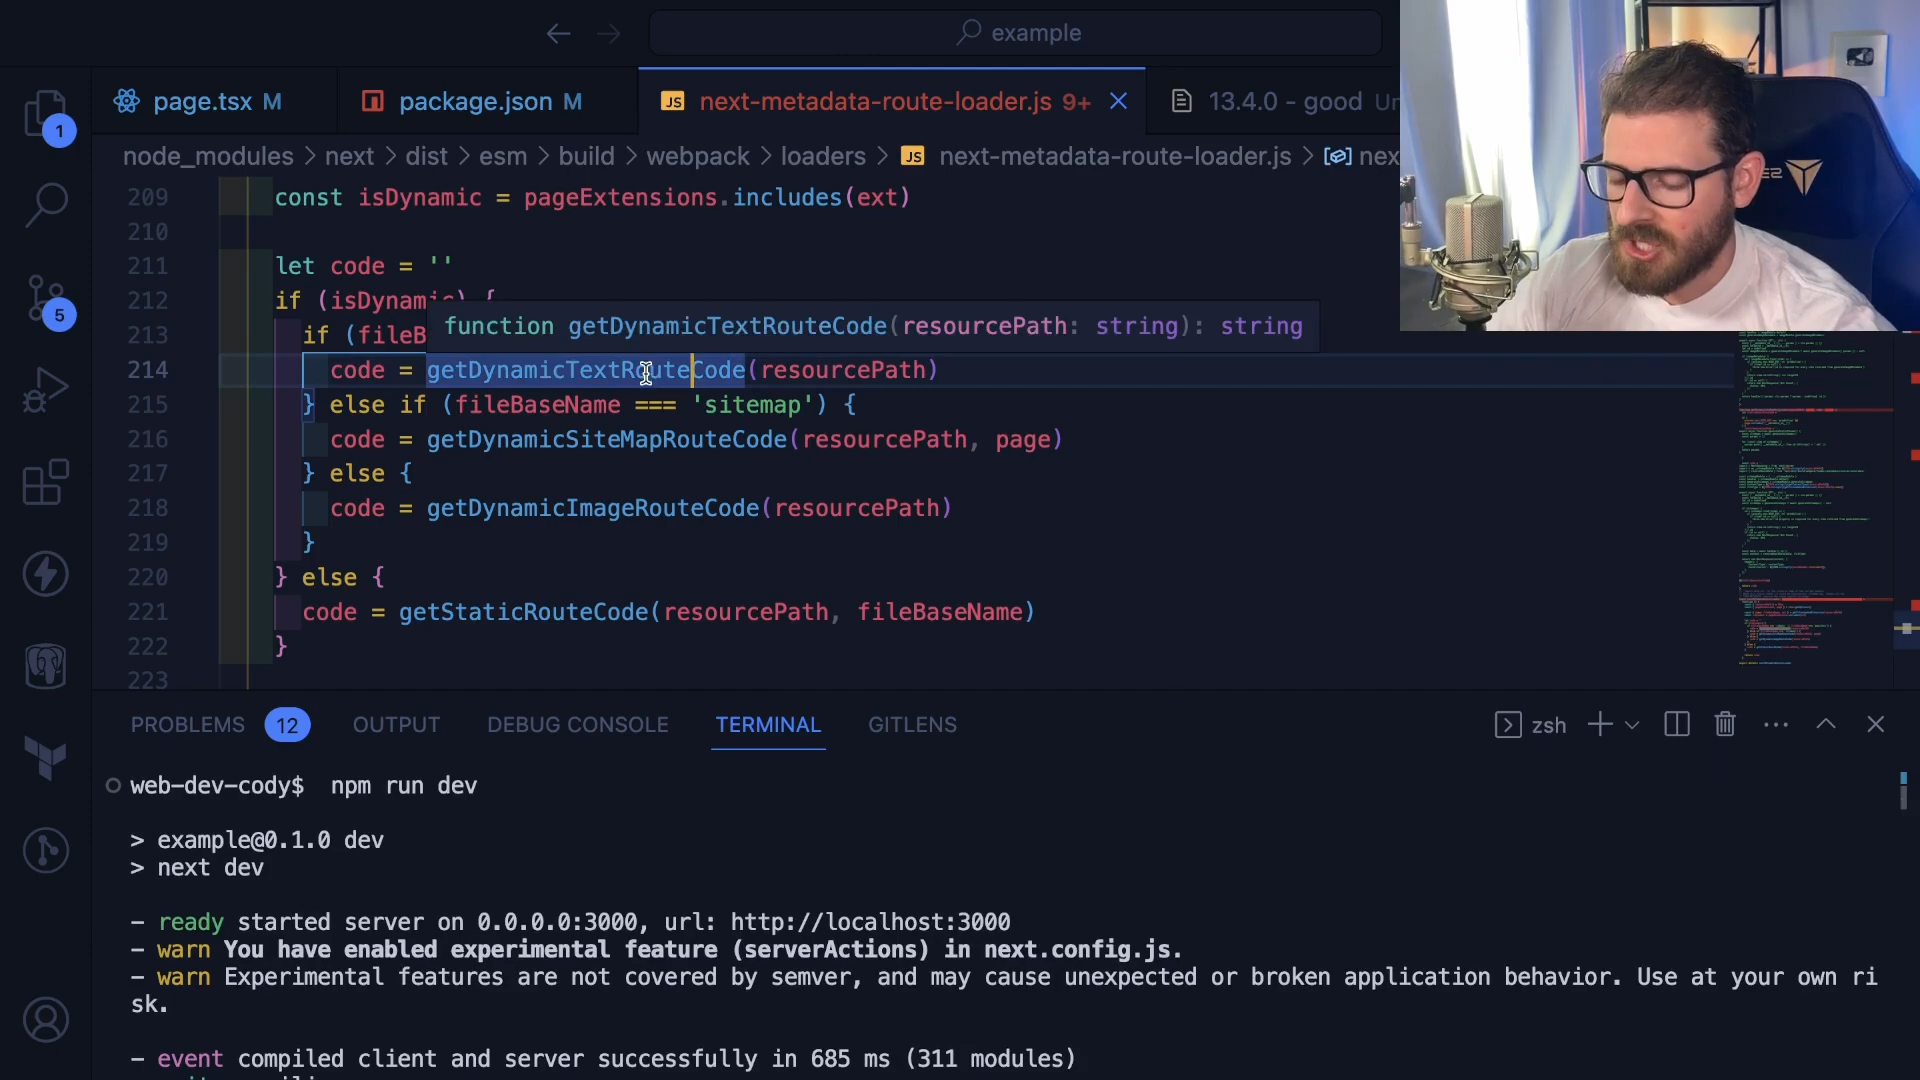 example
page.tsx M
package.json M
next-metadata-route-loader.js 9+
13.4.0 - good Un
node_modules > next > dist > esm > build > webpack > loaders > JS next-metadata-route-loader.js > nex
209 const isDynamic = pageExtensions.includes(ext)
210
211 let code = ''
212 if (isDynamic) {
function getDynamicTextRouteCode(resourcePath: string): string
213 if (fileB
214 code = getDynamicTextRouteCode(resourcePath)
215 } else if (fileBaseName === 'sitemap') {
216 code = getDynamicSiteMapRouteCode(resourcePath, page)
217 } else {
218 code = getDynamicImageRouteCode(resourcePath)
219 }
220 } else {
221 code = getStaticRouteCode(resourcePath, fileBaseName)
222 }
223
1
5
PROBLEMS 12 OUTPUT DEBUG CONSOLE TERMINAL GITLENS
zsh
web-dev-cody$ npm run dev
> example@0.1.0 dev
> next dev
- ready started server on 0.0.0.0:3000, url: http://localhost:3000
- warn You have enabled experimental feature (serverActions) in next.config.js.
- warn Experimental features are not covered by semver, and may cause unexpected or broken application behavior. Use at your own ri
sk.
- event compiled client and server successfully in 685 ms (311 modules)